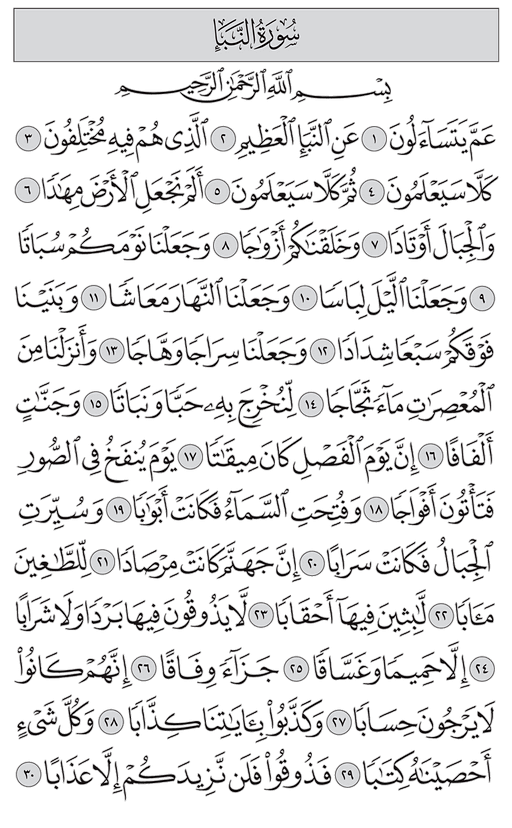 سُورَةُ النَّبَإِ
بِسْمِ ٱللَّهِ ٱلرَّحْمَٰنِ ٱلرَّحِيمِ
عَمَّ يَتَسَآءَلُونَ ١ عَنِ ٱلنَّبَإِ ٱلْعَظِيمِ ٢ ٱلَّذِى هُمْ فِيهِ مُخْتَلِفُونَ ٣
كَلَّا سَيَعْلَمُونَ ٤ ثُمَّ كَلَّا سَيَعْلَمُونَ ٥ أَلَمْ نَجْعَلِ ٱلْأَرْضَ مِهَٰدًا ٦
وَٱلْجِبَالَ أَوْتَادًا ٧ وَخَلَقْنَٰكُمْ أَزْوَٰجًا ٨ وَجَعَلْنَا نَوْمَكُمْ سُبَاتًا
٩ وَجَعَلْنَا ٱلَّيْلَ لِبَاسًا ١٠ وَجَعَلْنَا ٱلنَّهَارَ مَعَاشًا ١١ وَبَنَيْنَا
فَوْقَكُمْ سَبْعًا شِدَادًا ١٢ وَجَعَلْنَا سِرَاجًا وَهَّاجًا ١٣ وَأَنزَلْنَا مِنَ
ٱلْمُعْصِرَٰتِ مَآءً ثَجَّاجًا ١٤ لِّنُخْرِجَ بِهِۦ حَبًّا وَنَبَاتًا ١٥ وَجَنَّٰتٍ
أَلْفَافًا ١٦ إِنَّ يَوْمَ ٱلْفَصْلِ كَانَ مِيقَٰتًا ١٧ يَوْمَ يُنفَخُ فِى ٱلصُّورِ
فَتَأْتُونَ أَفْوَاجًا ١٨ وَفُتِحَتِ ٱلسَّمَآءُ فَكَانَتْ أَبْوَٰبًا ١٩ وَسُيِّرَتِ
ٱلْجِبَالُ فَكَانَتْ سَرَابًا ٢٠ إِنَّ جَهَنَّمَ كَانَتْ مِرْصَادًا ٢١ لِّلطَّٰغِينَ
مَـَٔابًا ٢٢ لَّٰبِثِينَ فِيهَآ أَحْقَابًا ٢٣ لَّا يَذُوقُونَ فِيهَا بَرْدًا وَلَا شَرَابًا
٢٤ إِلَّا حَمِيمًا وَغَسَّاقًا ٢٥ جَزَآءً وِفَاقًا ٢٦ إِنَّهُمْ كَانُوا۟
لَا يَرْجُونَ حِسَابًا ٢٧ وَكَذَّبُوا۟ بِـَٔايَٰتِنَا كِذَّابًا ٢٨ وَكُلَّ شَىْءٍ
أَحْصَيْنَٰهُ كِتَٰبًا ٢٩ فَذُوقُوا۟ فَلَن نَّزِيدَكُمْ إِلَّا عَذَابًا ٣٠